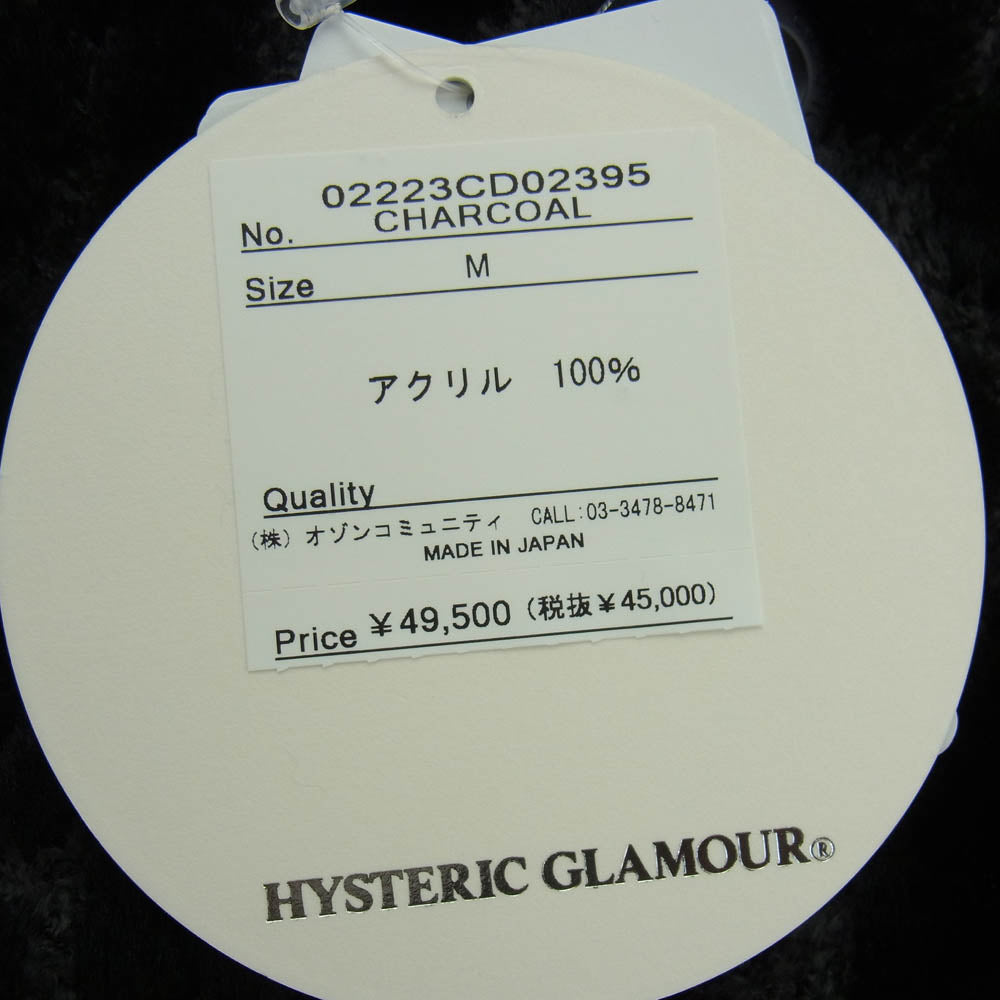 02223CD02395
No. CHARCOAL
Size M
アクリル 100%
Quality
(株) オゾンコミュニティ CALL:03-3478-8471
MADE IN JAPAN
Price ¥49,500 (税抜¥45,000)
HYSTERIC GLAMOUR®